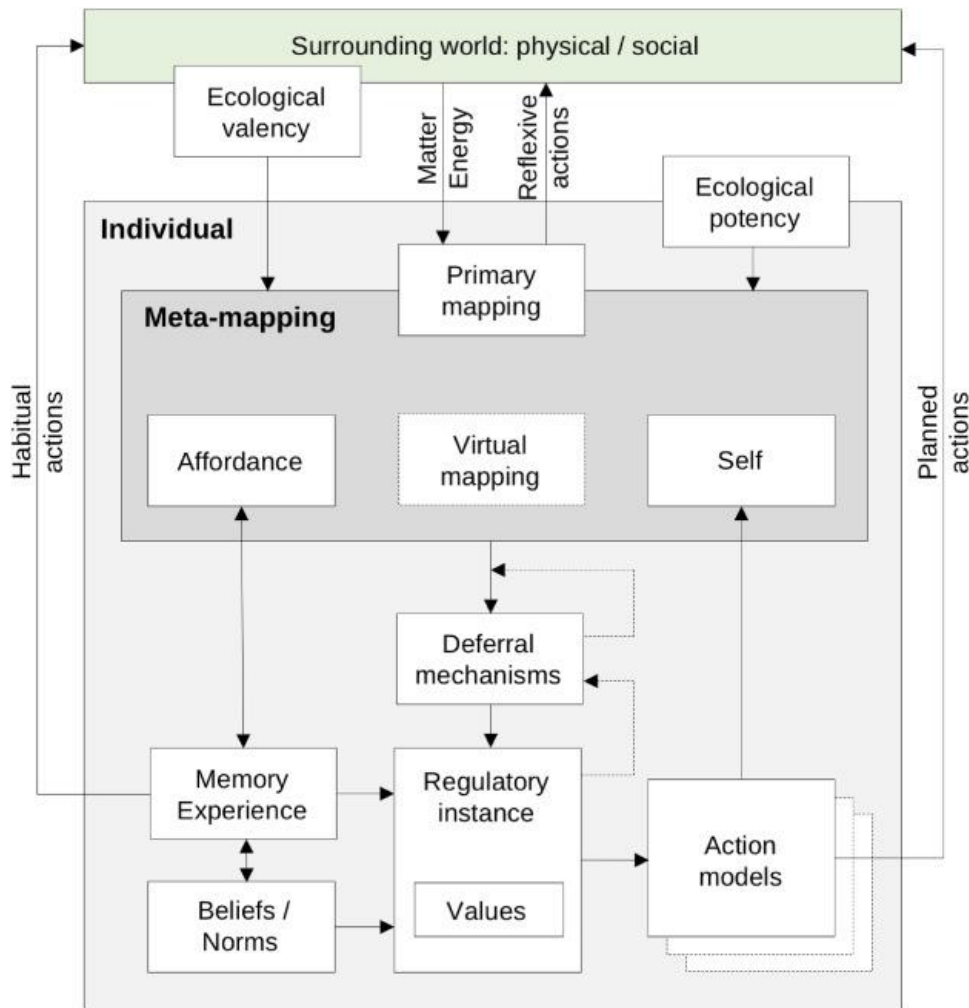 Surrounding world: physical / social
Ecological
valency
Matter
Energy
Reflexive
actions
Ecological
potency
Individual
Primary
mapping
Meta-mapping
Habitual
actions
Planned
actions
Affordance
Virtual
mapping
Self
Deferral
mechanisms
Memory
Experience
Regulatory
instance
Action
models
Beliefs /
Norms
Values